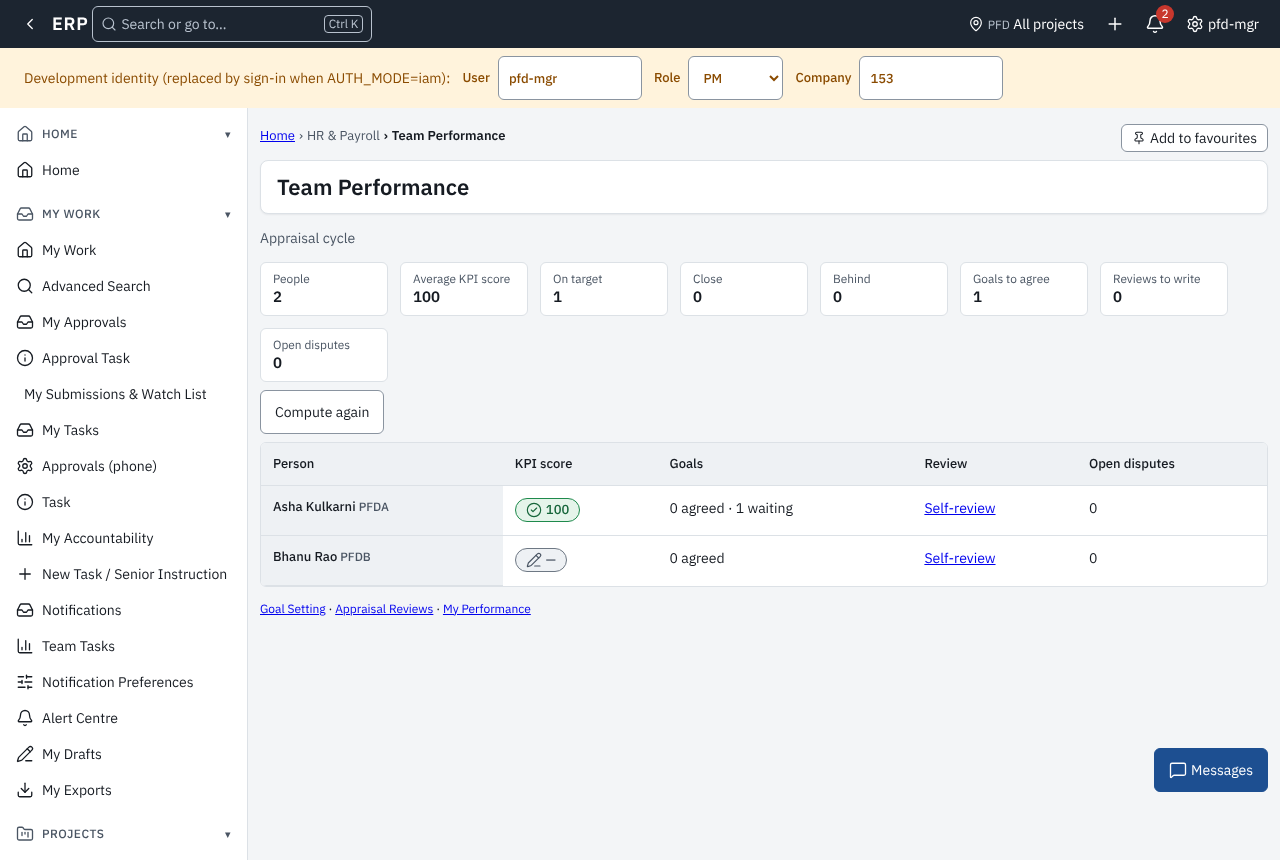 ERP Search or go to... Ctrl K PFD All projects 2 pfd-mgr
Development identity (replaced by sign-in when AUTH_MODE=iam): User pfd-mgr Role PM Company 153
HOME
Home
MY WORK
My Work
Advanced Search
My Approvals
Approval Task
My Submissions & Watch List
My Tasks
Approvals (phone)
Task
My Accountability
New Task / Senior Instruction
Notifications
Team Tasks
Notification Preferences
Alert Centre
My Drafts
My Exports
PROJECTS
Home › HR & Payroll › Team Performance
Add to favourites
Team Performance
Appraisal cycle
People Average KPI score On target Close Behind Goals to agree Reviews to write
2 100 1 0 0 1 0
Open disputes
0
Compute again
Person KPI score Goals Review Open disputes
Asha Kulkarni PFDA 100 0 agreed · 1 waiting Self-review 0
Bhanu Rao PFDB – 0 agreed Self-review 0
Goal Setting · Appraisal Reviews · My Performance
Messages